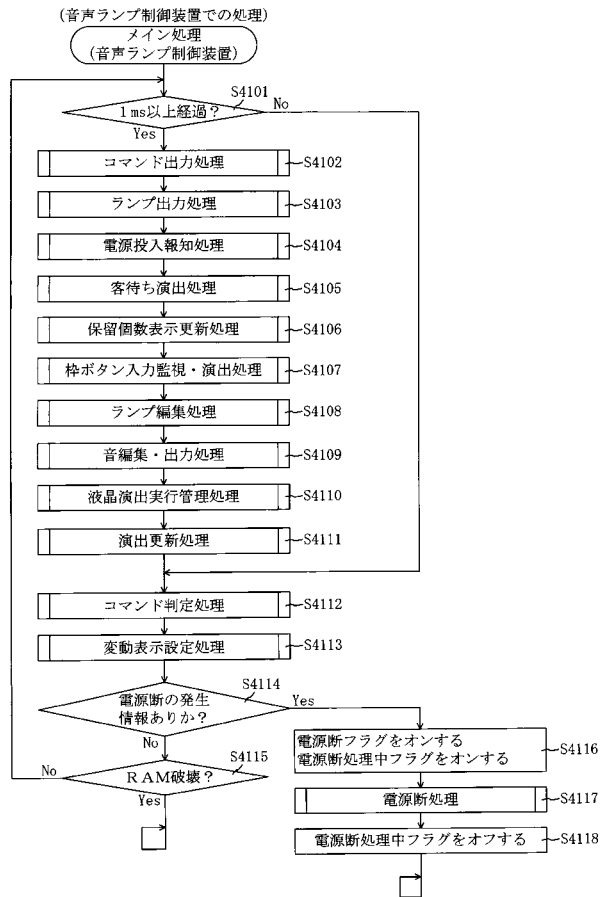 (音声ランプ制御装置での処理)
メイン処理
(音声ランプ制御装置)
S4101
1ms以上経過?
No
Yes
コマンド出力処理
S4102
ランプ出力処理
S4103
電源投入報知処理
S4104
客待ち演出処理
S4105
保留個数表示更新処理
S4106
枠ボタン入力監視・演出処理
S4107
ランプ編集処理
S4108
音編集・出力処理
S4109
液晶演出実行管理処理
S4110
演出更新処理
S4111
コマンド判定処理
S4112
変動表示設定処理
S4113
S4114
電源断の発生
情報ありか?
Yes
No
S4115
RAM破壊?
No
Yes
電源断フラグをオンする
電源断処理中フラグをオンする
S4116
電源断処理
S4117
電源断処理中フラグをオフする
S4118